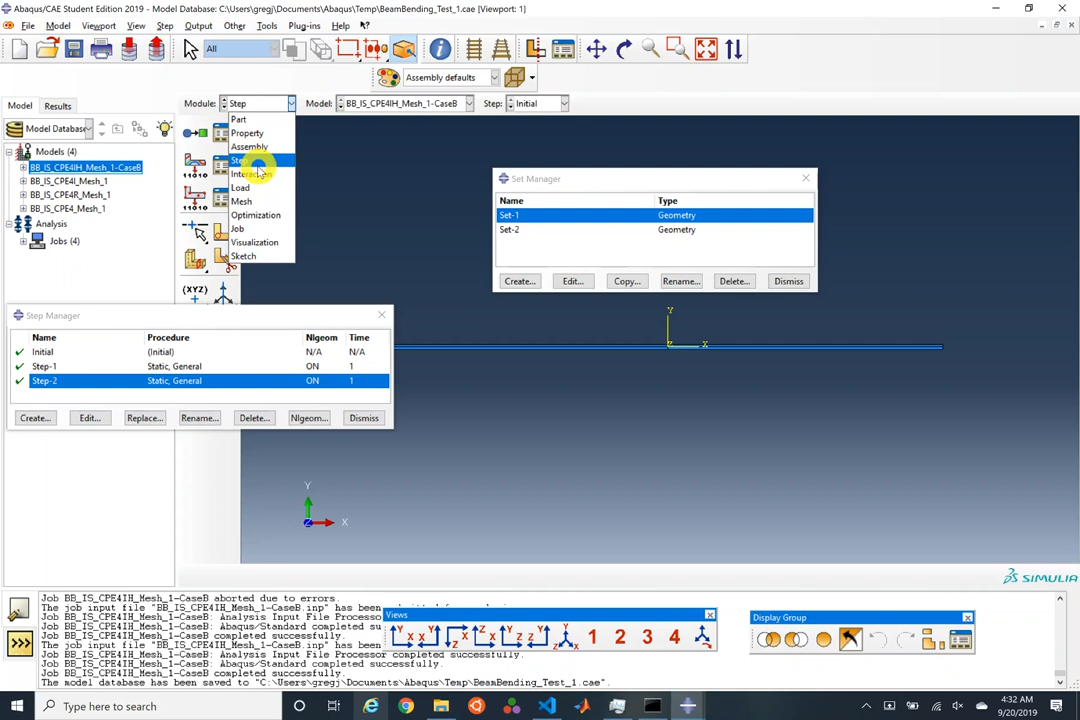 Abaqus/CAE Student Edition 2019 - Model Database: C:\Users\gregj\Documents\Abaqus\Temp\BeamBending_Test_1.cae [Viewport: 1]
File Model Viewport View Step Output Other Tools Plug-ins Help
All
Assembly defaults
Model Results
Module: Step Model: BB_IS_CPE4IH_Mesh_1-CaseB Step: Initial
Model Database
Models (4)
BB_IS_CPE4IH_Mesh_1-CaseB
BB_IS_CPE4I_Mesh_1
BB_IS_CPE4R_Mesh_1
BB_IS_CPE4_Mesh_1
Analysis
Jobs (4)
Part
Property
Assembly
Step
Interaction
Load
Mesh
Optimization
Job
Visualization
Sketch
(XYZ)
Set Manager
Name Type
Set-1 Geometry
Set-2 Geometry
Create... Edit... Copy... Rename... Delete... Dismiss
Step Manager
Name Procedure Nlgeom Time
Initial (Initial) N/A N/A
Step-1 Static, General ON 1
Step-2 Static, General ON 1
Create... Edit... Replace... Rename... Delete... Nlgeom... Dismiss
Y
Z X
Y
Z X
SIMULIA
Job BB_IS_CPE4IH_Mesh_1-CaseB aborted due to errors.
The job input file "BB_IS_CPE4IH_Mesh_1-CaseB.inp" has been
Job BB_IS_CPE4IH_Mesh_1-CaseB: Analysis Input File Processo
Job BB_IS_CPE4IH_Mesh_1-CaseB: Abaqus/Standard completed su
Job BB_IS_CPE4IH_Mesh_1-CaseB completed successfully.
The job input file "BB_IS_CPE4IH_Mesh_1-CaseB.inp" has been
Job BB_IS_CPE4IH_Mesh_1-CaseB: Analysis Input File Processor completed successfully.
Job BB_IS_CPE4IH_Mesh_1-CaseB: Abaqus/Standard completed successfully.
Job BB_IS_CPE4IH_Mesh_1-CaseB completed successfully.
The model database has been saved to "C:\Users\gregj\Documents\Abaqus\Temp\BeamBending_Test_1.cae".
Views
1 2 3 4
Display Group
Type here to search
4:32 AM
9/20/2019